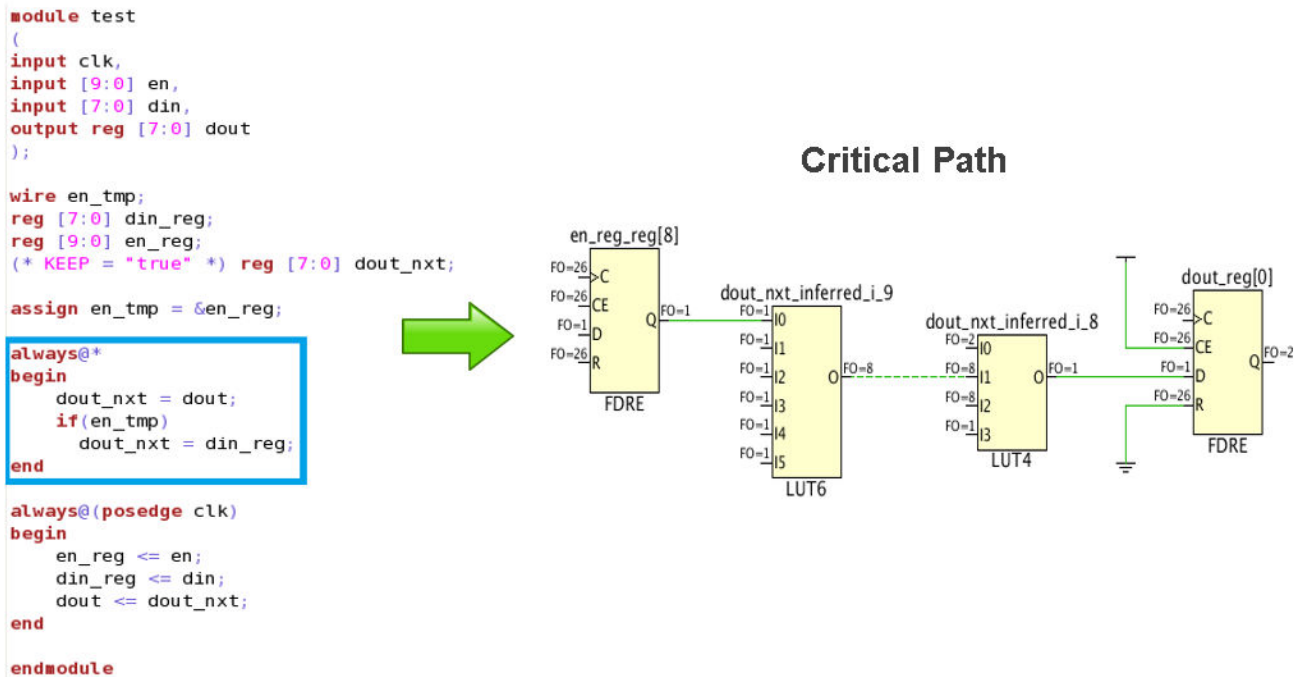 module test
(
input clk,
input [9:0] en,
input [7:0] din,
output reg [7:0] dout
);
wire en_tmp;
reg [7:0] din_reg;
reg [9:0] en_reg;
(* KEEP = "true" *) reg [7:0] dout_nxt;
assign en_tmp = &en_reg;
always@*
begin
dout_nxt = dout;
if(en_tmp)
dout_nxt = din_reg;
end
always@(posedge clk)
begin
en_reg <= en;
din_reg <= din;
dout <= dout_nxt;
end
endmodule
Critical Path
en_reg_reg[8]
FO=26 C
FO=26 CE
FO=1 D
FO=26 R
Q FO=1
FDRE
dout_nxt_inferred_i_9
FO=1 I0
FO=1 I1
FO=1 I2
FO=1 I3
FO=1 I4
FO=1 I5
O FO=8
LUT6
dout_nxt_inferred_i_8
FO=2 I0
FO=8 I1
FO=8 I2
FO=1 I3
O FO=1
LUT4
dout_reg[0]
FO=26 C
FO=26 CE
FO=1 D
FO=26 R
Q FO=2
FDRE